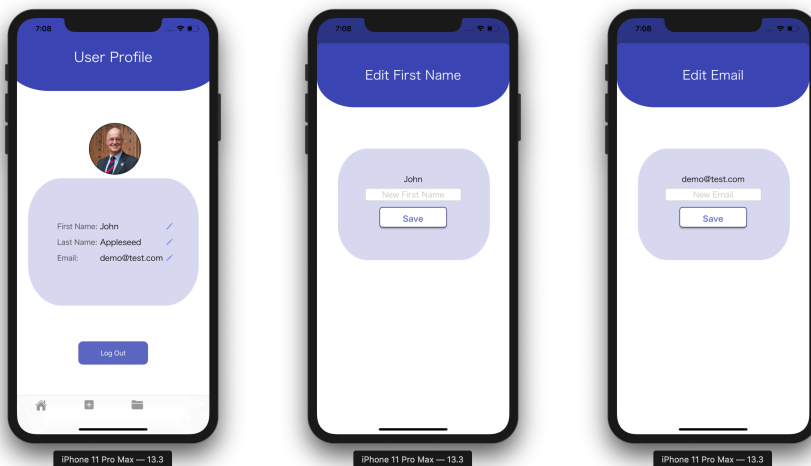 7:08
User Profile
First Name: John
Last Name: Appleseed
Email: demo@test.com
Log Out
iPhone 11 Pro Max — 13.3
7:08
Edit First Name
John
New First Name
Save
iPhone 11 Pro Max — 13.3
7:08
Edit Email
demo@test.com
New Email
Save
iPhone 11 Pro Max — 13.3